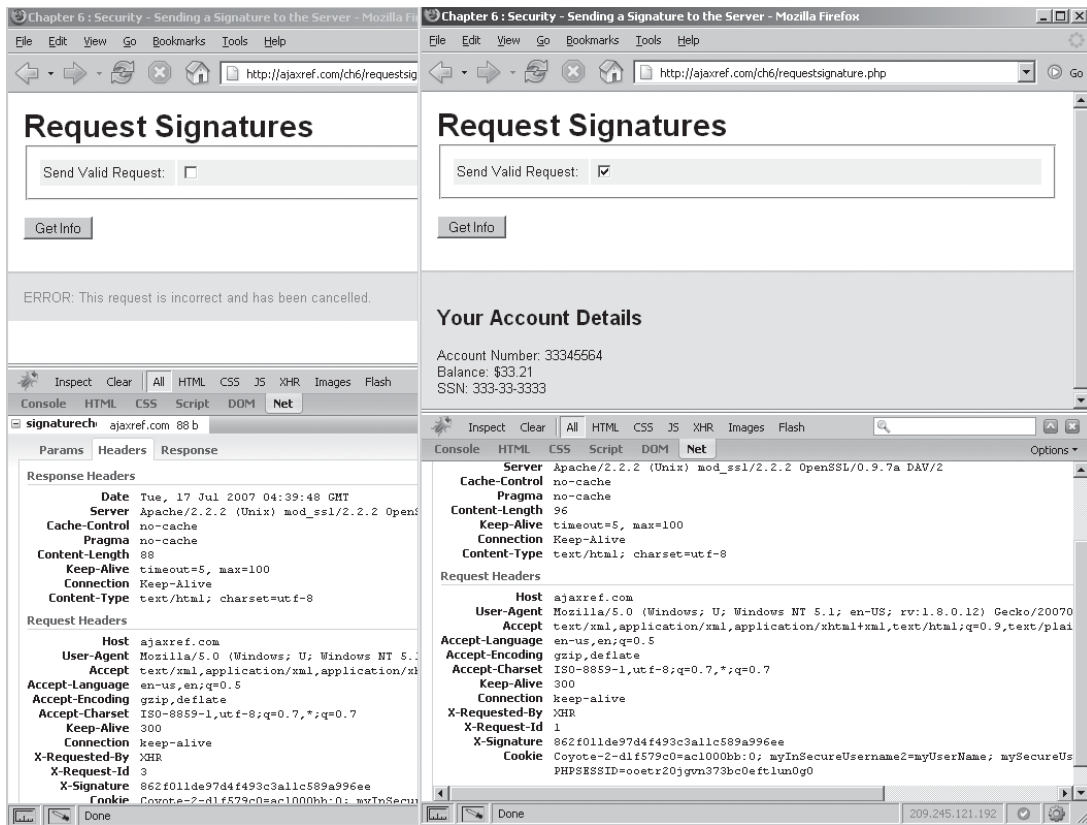 Chapter 6 : Security - Sending a Signature to the Server - Mozilla Fi
File Edit View Go Bookmarks Tools Help
http://ajaxref.com/ch6/requestsig
Request Signatures
Send Valid Request:
Get Info
ERROR: This request is incorrect and has been cancelled.
Inspect Clear All HTML CSS JS XHR Images Flash
Console HTML CSS Script DOM Net
signaturech ajaxref.com 88 b
Params Headers Response
Response Headers
Date Tue, 17 Jul 2007 04:39:48 GMT
Server Apache/2.2.2 (Unix) mod_ssl/2.2.2 OpenS
Cache-Control no-cache
Pragma no-cache
Content-Length 88
Keep-Alive timeout=5, max=100
Connection Keep-Alive
Content-Type text/html; charset=utf-8
Request Headers
Host ajaxref.com
User-Agent Mozilla/5.0 (Windows; U; Windows NT 5.
Accept text/xml,application/xml,application/xh
Accept-Language en-us,en;q=0.5
Accept-Encoding gzip,deflate
Accept-Charset ISO-8859-1,utf-8;q=0.7,*;q=0.7
Keep-Alive 300
Connection keep-alive
X-Requested-By XHR
X-Request-Id 3
X-Signature 862f011de97d4f493c3a11c589a996ee
Cookie Coyote-2-d1f579c0=ac1000bb:0; myInSecur
Done
Chapter 6 : Security - Sending a Signature to the Server - Mozilla Firefox
File Edit View Go Bookmarks Tools Help
http://ajaxref.com/ch6/requestsignature.php Go
Request Signatures
Send Valid Request:
Get Info
Your Account Details
Account Number: 33345564
Balance: $33.21
SSN: 333-33-3333
Inspect Clear All HTML CSS JS XHR Images Flash
Console HTML CSS Script DOM Net Options
Server Apache/2.2.2 (Unix) mod_ssl/2.2.2 OpenSSL/0.9.7a DAV/2
Cache-Control no-cache
Pragma no-cache
Content-Length 96
Keep-Alive timeout=5, max=100
Connection Keep-Alive
Content-Type text/html; charset=utf-8
Request Headers
Host ajaxref.com
User-Agent Mozilla/5.0 (Windows; U; Windows NT 5.1; en-US; rv:1.8.0.12) Gecko/20070
Accept text/xml,application/xml,application/xhtml+xml,text/html;q=0.9,text/plai
Accept-Language en-us,en;q=0.5
Accept-Encoding gzip,deflate
Accept-Charset ISO-8859-1,utf-8;q=0.7,*;q=0.7
Keep-Alive 300
Connection keep-alive
X-Requested-By XHR
X-Request-Id 1
X-Signature 862f011de97d4f493c3a11c589a996ee
Cookie Coyote-2-d1f579c0=ac1000bb:0; myInSecureUsername2=myUserName; mySecureUs
PHPSESSID=ooetr20jgvn373bc0eftlun0g0
Done 209.245.121.192